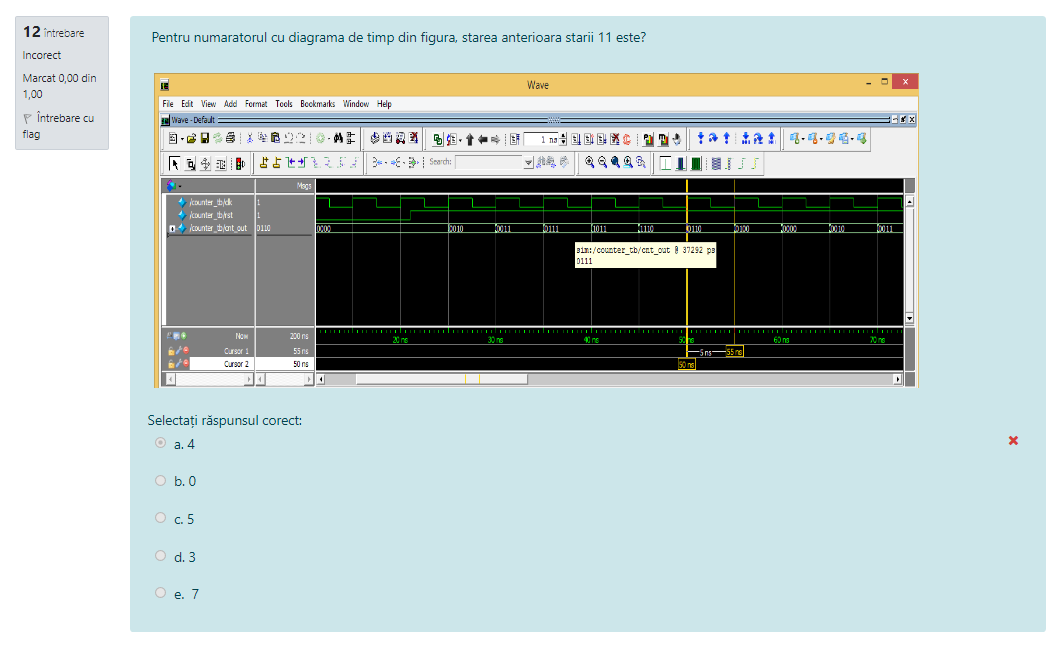 12 întrebare
Incorect
Marcat 0,00 din
1,00
Întrebare cu
flag
Pentru numaratorul cu diagrama de timp din figura, starea anterioara starii 11 este?
Wave
File Edit View Add Format Tools Bookmarks Window Help
Wave - Default
1 ns
Search:
Msgs
/counter_tb/clk 1
/counter_tb/rst 1
/counter_tb/cnt_out 0110 0000 0010 0011 0111 1011 1110 0110 0100 0000 0010 0011
sim:/counter_tb/cnt_out @ 37292 ps
0111
Now 200 ns 20 ns 30 ns 40 ns 50 ns 60 ns 70 ns
Cursor 1 55 ns 5 ns 55 ns
Cursor 2 50 ns 50 ns
Selectați răspunsul corect:
a. 4
b. 0
c. 5
d. 3
e. 7